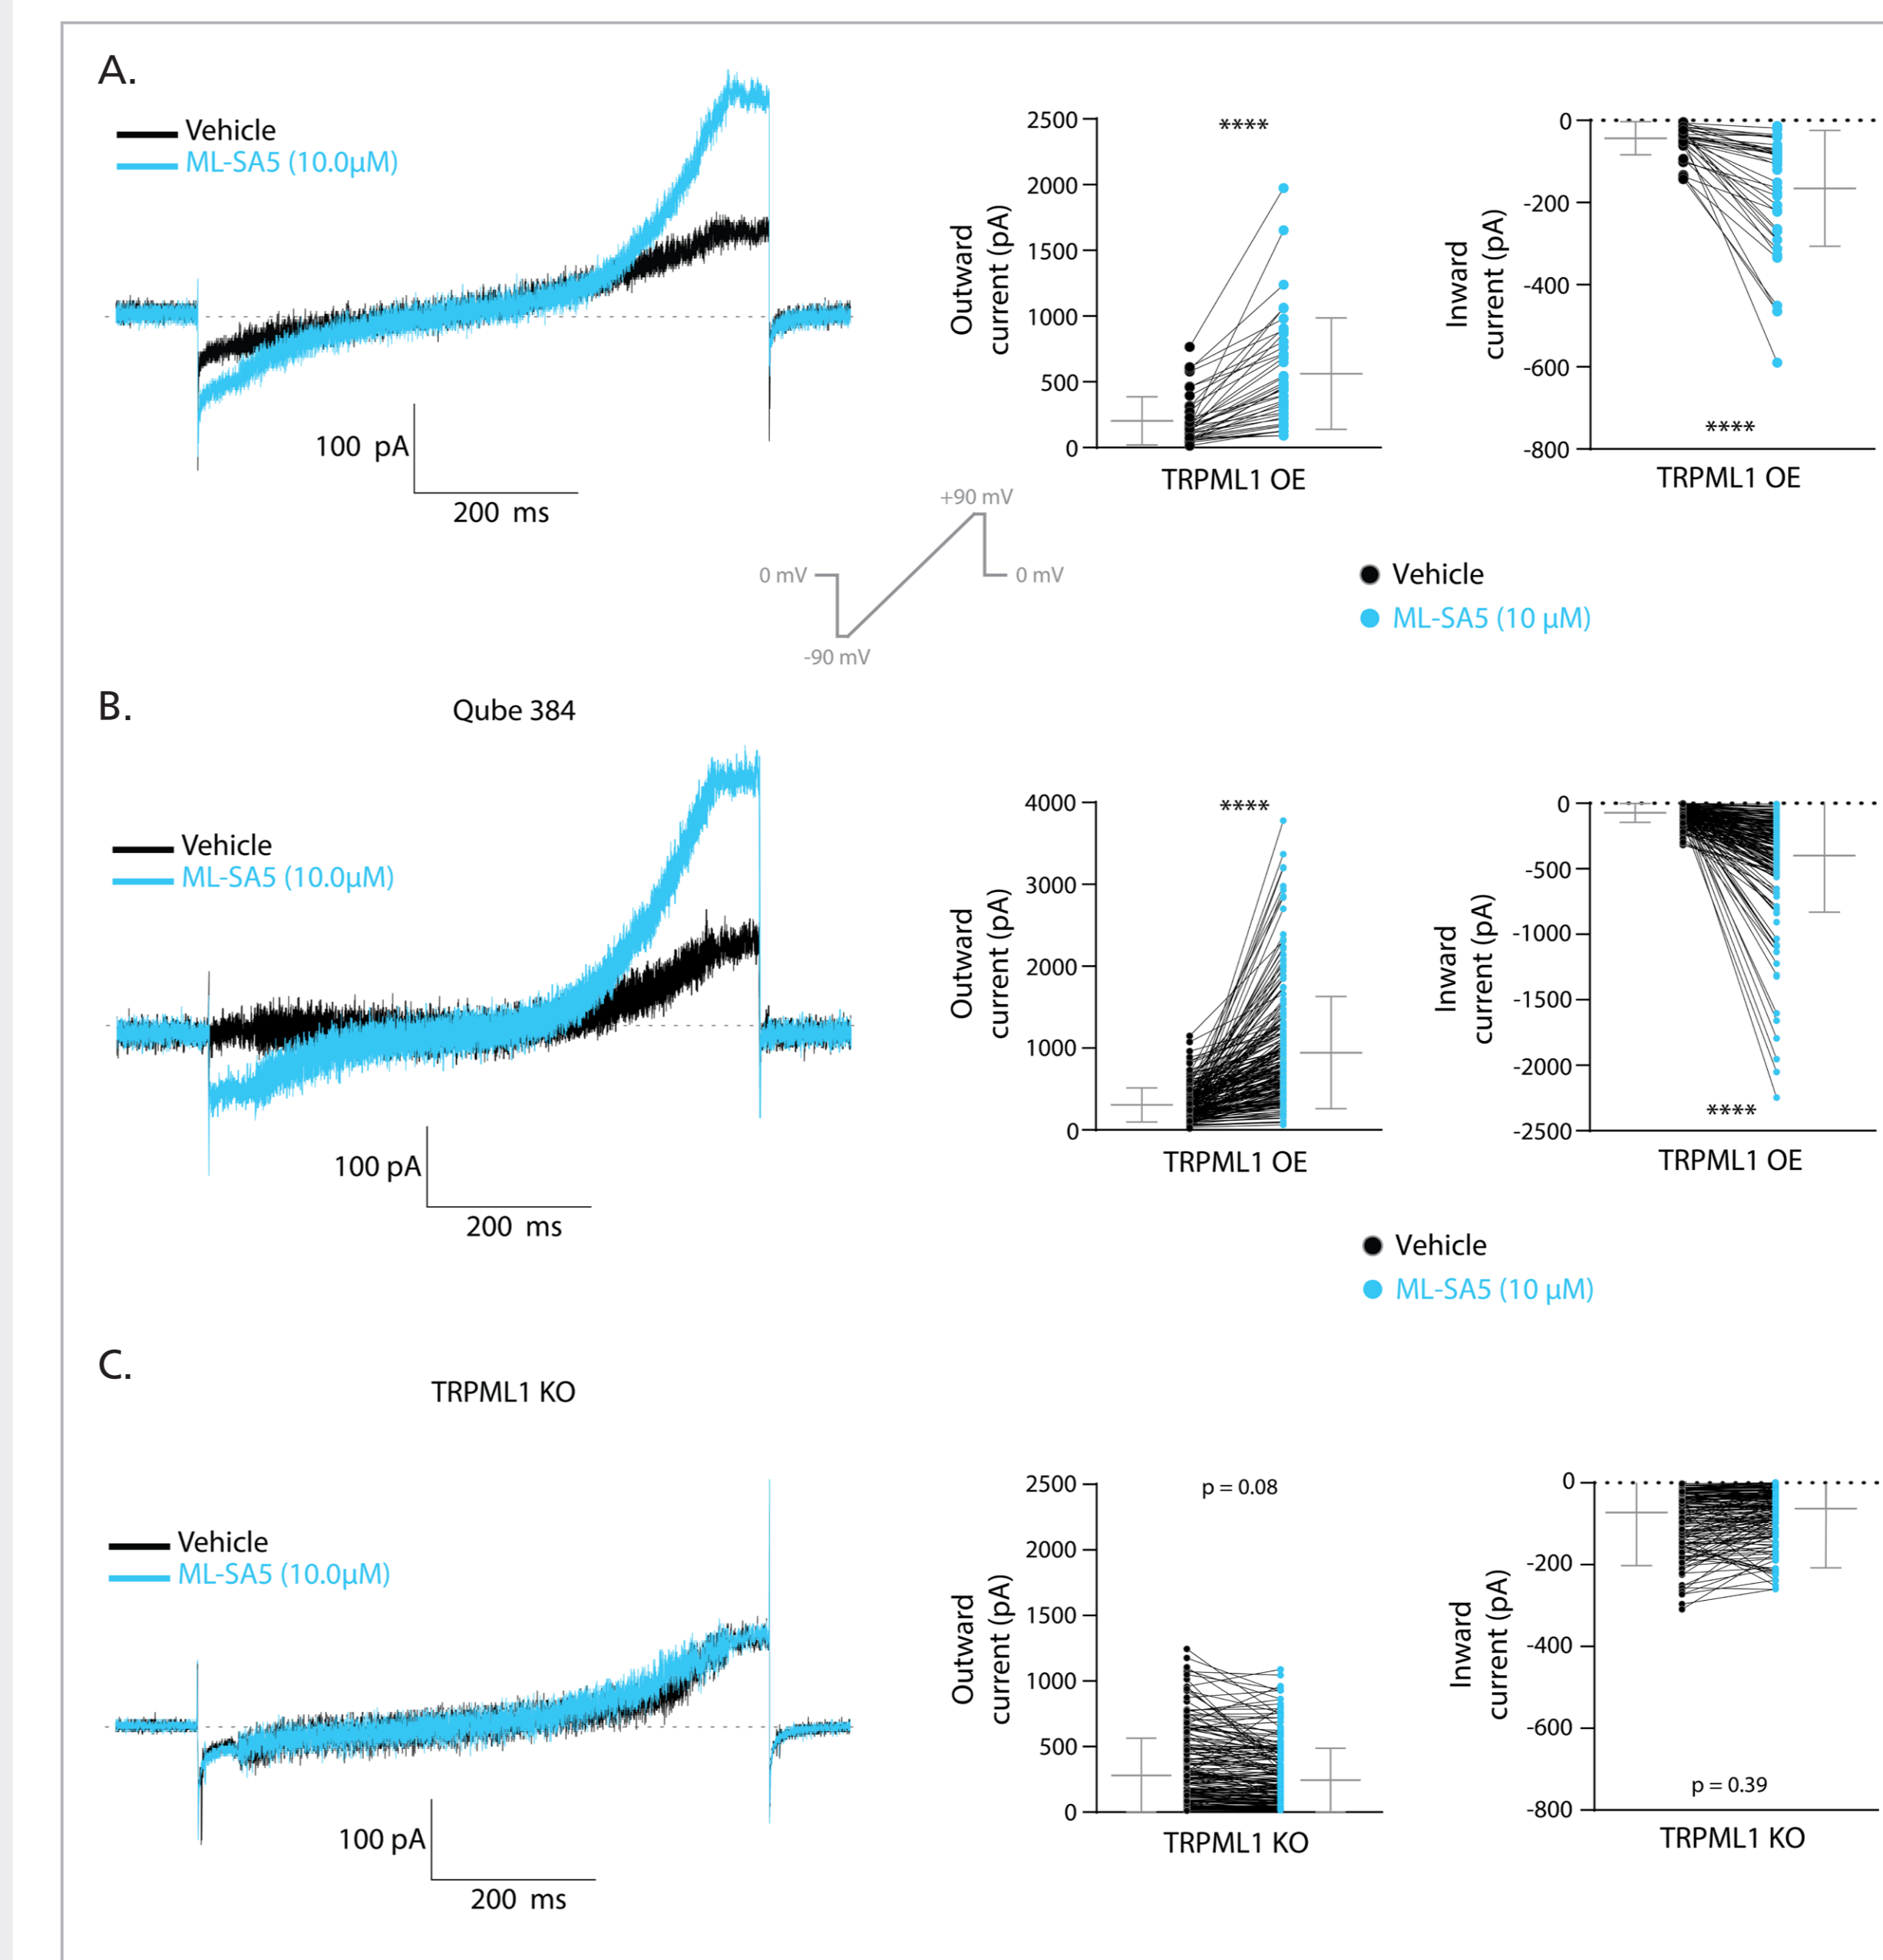 A.
Vehicle
ML-SA5 (10.0µM)
100 pA
200 ms
Outward
current (pA)
2500
2000
1500
1000
500
0
****
TRPML1 OE
Inward
current (pA)
0
-200
-400
-600
-800
****
TRPML1 OE
+90 mV
0 mV
0 mV
-90 mV
Vehicle
ML-SA5 (10 µM)
B.
Qube 384
Vehicle
ML-SA5 (10.0µM)
100 pA
200 ms
Outward
current (pA)
4000
3000
2000
1000
0
****
TRPML1 OE
Inward
current (pA)
0
-500
-1000
-1500
-2000
-2500
****
TRPML1 OE
Vehicle
ML-SA5 (10 µM)
C.
TRPML1 KO
Vehicle
ML-SA5 (10.0µM)
100 pA
200 ms
Outward
current (pA)
2500
2000
1500
1000
500
0
p = 0.08
TRPML1 KO
Inward
current (pA)
0
-200
-400
-600
-800
p = 0.39
TRPML1 KO